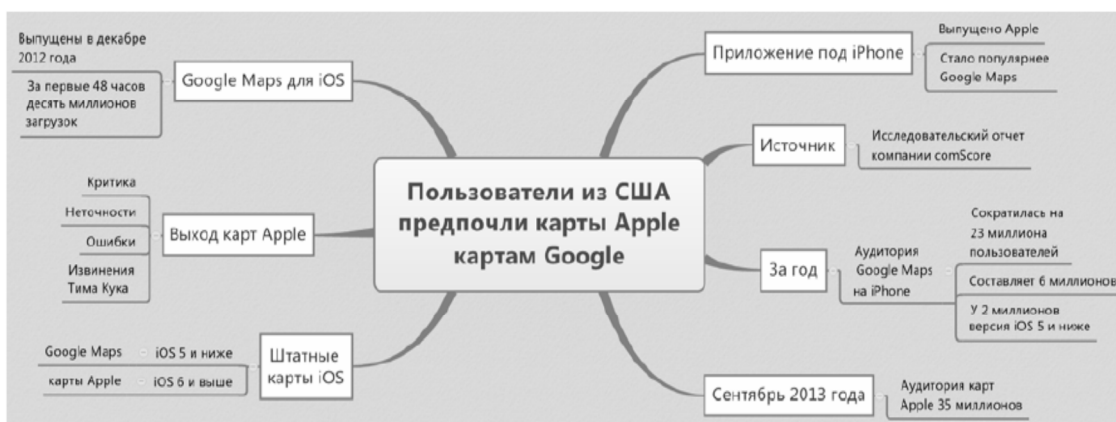 Пользователи из США
предпочли карты Apple
картам Google
Приложение под iPhone
Выпущено Apple
Стало популярнее
Google Maps
Источник
Исследовательский отчет
компании comScore
За год
Аудитория
Google Maps
на iPhone
Сократилась на
23 миллиона
пользователей
Составляет 6 миллионов
У 2 миллионов
версия iOS 5 и ниже
Сентябрь 2013 года
Аудитория карт
Apple 35 миллионов
Google Maps для iOS
Выпущены в декабре
2012 года
За первые 48 часов
десять миллионов
загрузок
Выход карт Apple
Критика
Неточности
Ошибки
Извинения
Тима Кука
Штатные
карты iOS
Google Maps iOS 5 и ниже
карты Apple iOS 6 и выше